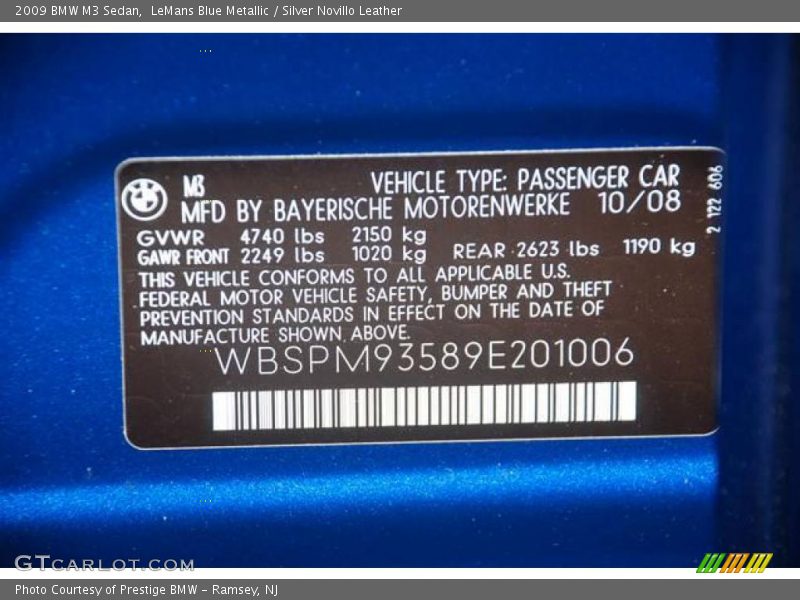 2009 BMW M3 Sedan, LeMans Blue Metallic / Silver Novillo Leather
M3 VEHICLE TYPE: PASSENGER CAR
MFD BY BAYERISCHE MOTORENWERKE 10/08
GVWR 4740 lbs 2150 kg
GAWR FRONT 2249 lbs 1020 kg REAR 2623 lbs 1190 kg
THIS VEHICLE CONFORMS TO ALL APPLICABLE U.S.
FEDERAL MOTOR VEHICLE SAFETY, BUMPER AND THEFT
PREVENTION STANDARDS IN EFFECT ON THE DATE OF
MANUFACTURE SHOWN ABOVE.
WBSPM93589E201006
2 122 606
GTCARLOT.COM
Photo Courtesy of Prestige BMW - Ramsey, NJ